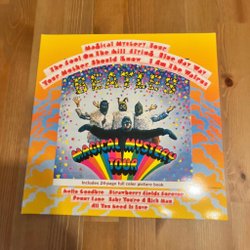 Magical Mystery Tour
The Fool On The Hill Flying Blue Jay Way
Your Mother Should Know I Am The Walrus
BEATLES
MAGICAL MYSTERY
TOUR
Includes 24-page full color picture book
Hello Goodbye Strawberry Fields Forever
Penny Lane Baby You're A Rich Man
All You Need Is Love